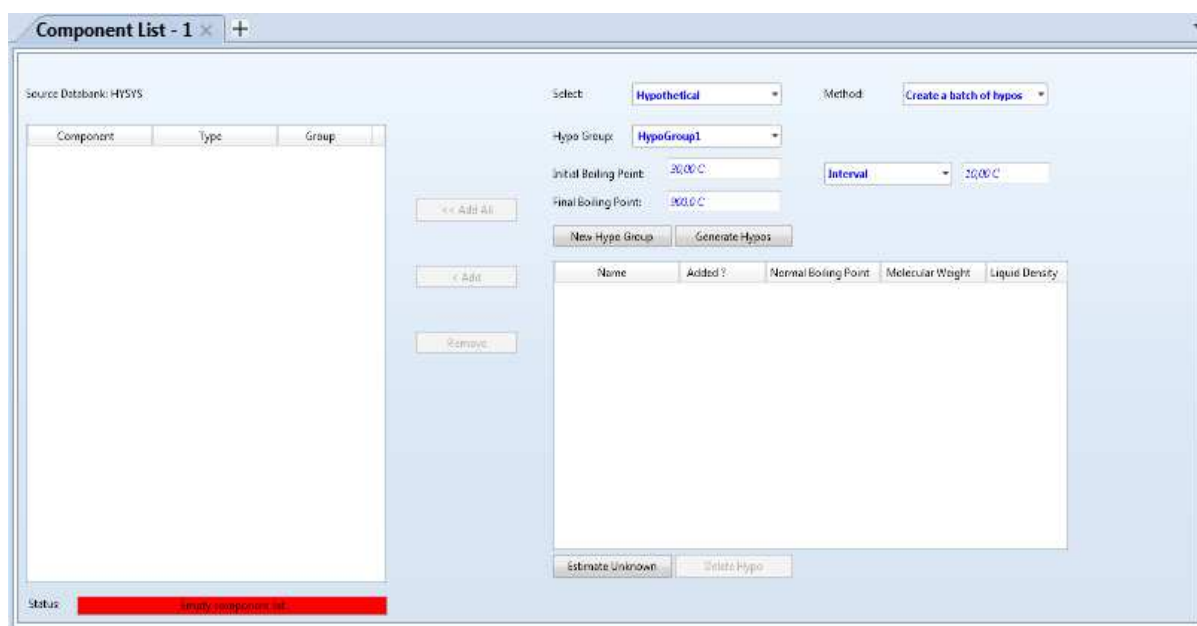 Component List - 1
Source Databank: HYSYS
Select: Hypothetical Method: Create a batch of hypos
Component Type Group
Hypo Group: HypoGroup1
Initial Boiling Point: 30,00 C Interval 10,00 C
Final Boiling Point: 900,0 C
<< Add All
New Hypo Group Generate Hypos
< Add
Name Added ? Normal Boiling Point Molecular Weight Liquid Density
Remove
Estimate Unknown Delete Hypo
Status: Empty component list